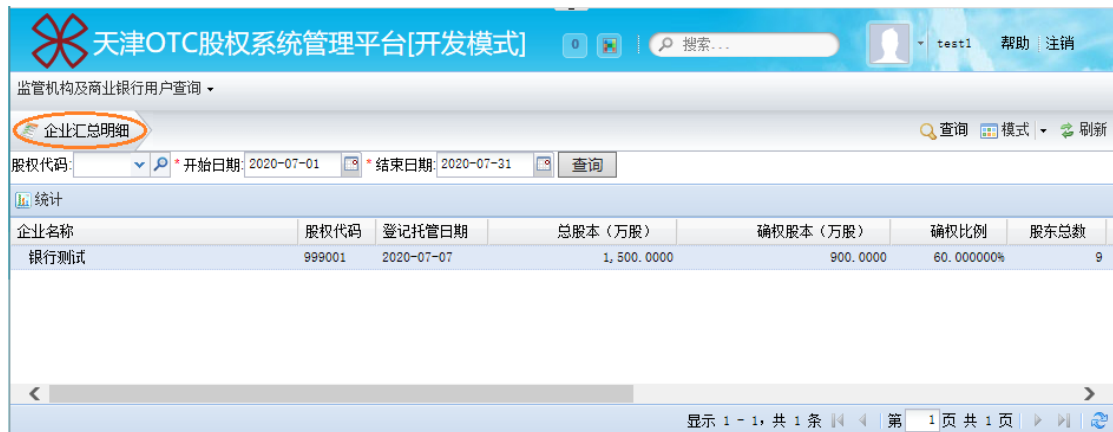 天津OTC股权系统管理平台[开发模式] 0 搜索... test1 帮助 注销
监管机构及商业银行用户查询
企业汇总明细 查询 模式 刷新
股权代码: *开始日期: 2020-07-01 *结束日期: 2020-07-31 查询
统计
企业名称 股权代码 登记托管日期 总股本（万股） 确权股本（万股） 确权比例 股东总数
银行测试 999001 2020-07-07 1,500.0000 900.0000 60.000000% 9
显示 1 - 1，共 1 条 第 1 页 共 1 页